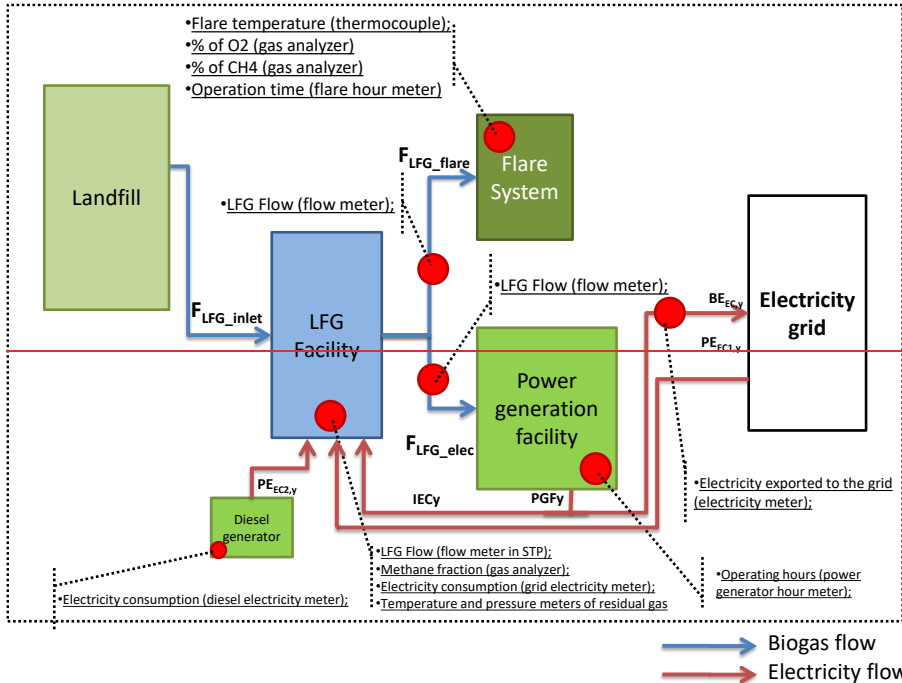 •Flare temperature (thermocouple);
•% of O2 (gas analyzer)
•% of CH4 (gas analyzer)
•Operation time (flare hour meter)
Landfill
FLFG_flare
Flare
System
•LFG Flow (flow meter);
•LFG Flow (flow meter);
FLFG_inlet
LFG
Facility
BEEC,y
Electricity
grid
PEEC1,y
Power
generation
facility
FLFG_elec
•Electricity exported to the grid
(electricity meter);
PEEC2,y
IECy
PGFy
Diesel
generator
•LFG Flow (flow meter in STP);
•Methane fraction (gas analyzer);
•Electricity consumption (grid electricity meter);
•Temperature and pressure meters of residual gas
•Operating hours (power
generator hour meter);
•Electricity consumption (diesel electricity meter);
Biogas flow
Electricity flow